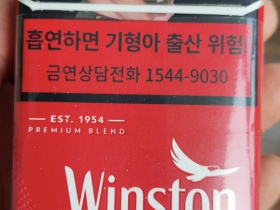 흡연하면 기형아 출산 위험!
금연상담전화 1544-9030
EST. 1954
PREMIUM BLEND
Winston